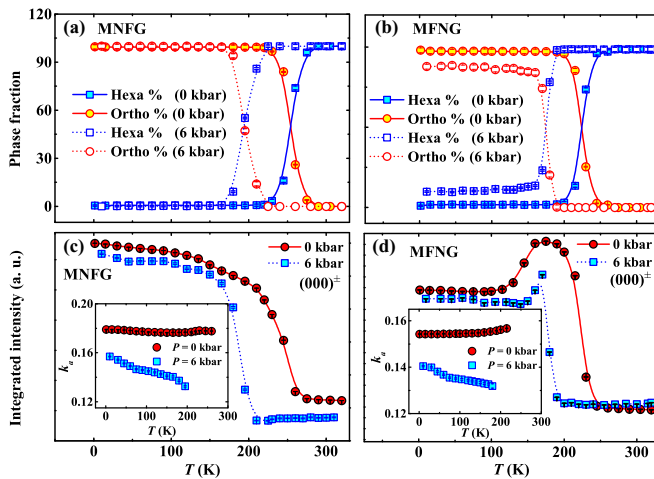 (a) MNFG
(b) MFNG
Phase fraction
120
90
60
30
0
Hexa % (0 kbar)
Ortho % (0 kbar)
Hexa % (6 kbar)
Ortho % (6 kbar)
Hexa % (0 kbar)
Ortho % (0 kbar)
Hexa % (6 kbar)
Ortho % (6 kbar)
Integrated intensity (a. u.)
(c)
MNFG
0 kbar
6 kbar
(000)±
(d)
MFNG
0 kbar
6 kbar
(000)±
0.20
0.16
0.12
k_a
P = 0 kbar
P = 6 kbar
0 100 200 300
T (K)
0.16
0.14
0.12
k_a
P = 0 kbar
P = 6 kbar
0 100 200 300
T (K)
0 100 200 300
0 100 200 300
T (K)
T (K)